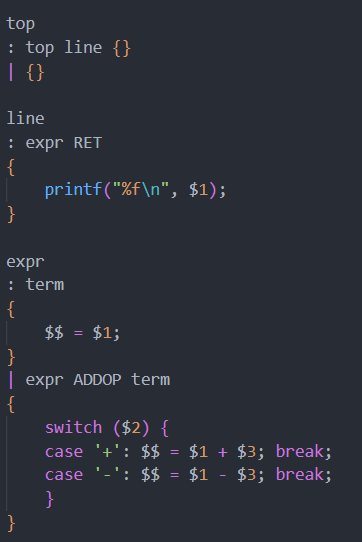 top
: top line {}
| {}
line
: expr RET
{
    printf("%f\n", $1);
}
expr
: term
{
    $$ = $1;
}
| expr ADDOP term
{
    switch ($2) {
    case '+': $$ = $1 + $3; break;
    case '-': $$ = $1 - $3; break;
    }
}